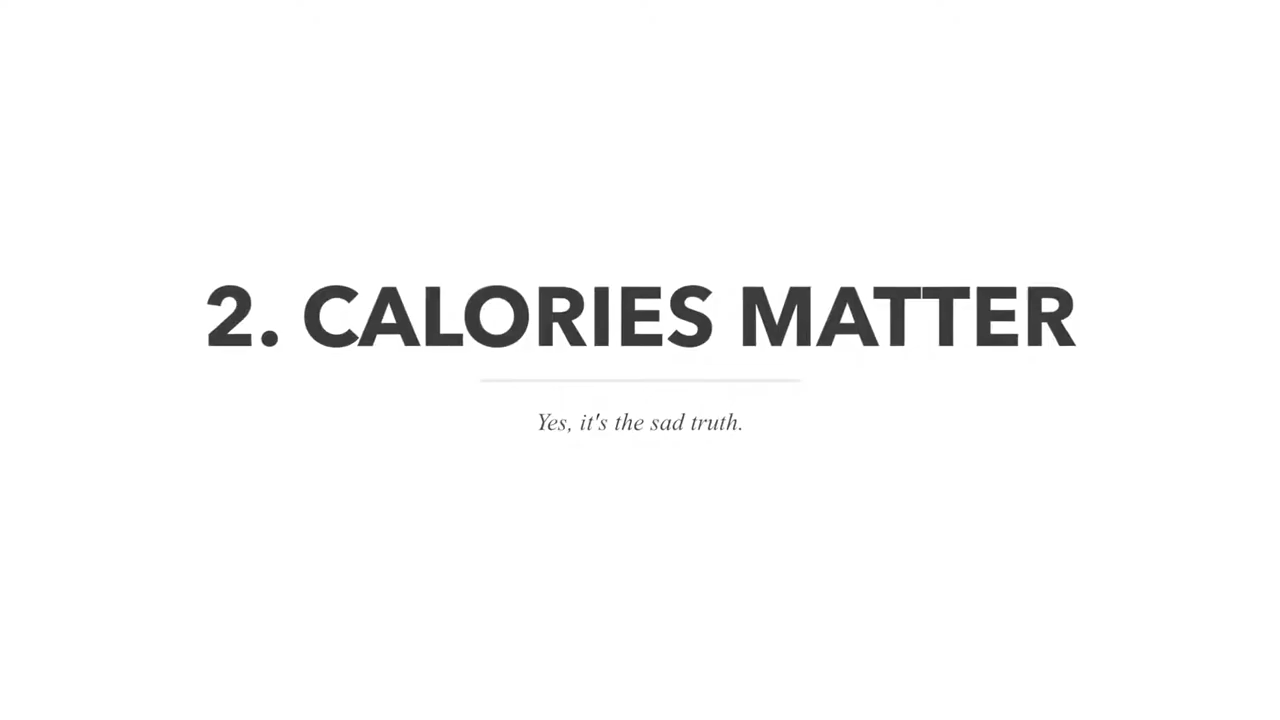 2. CALORIES MATTER
Yes, it's the sad truth.